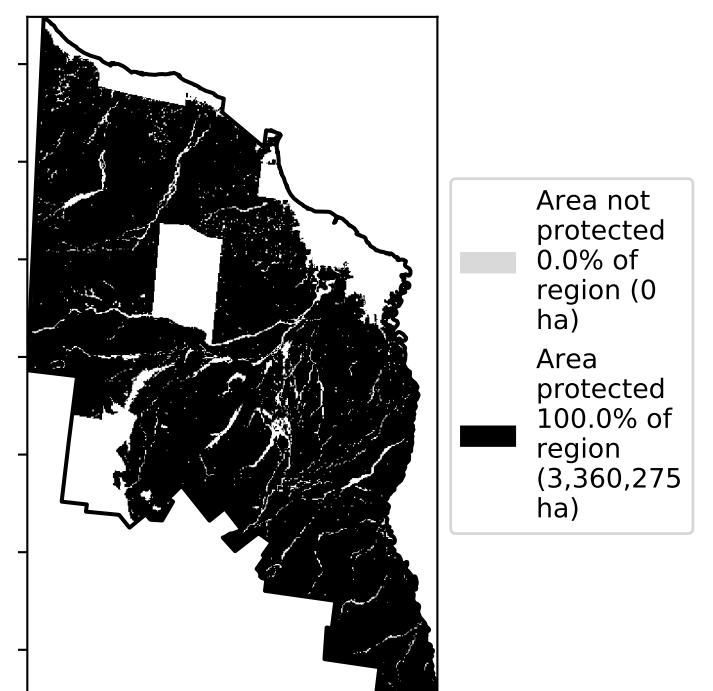 Area not
protected
0.0% of
region (0
ha)
Area
protected
100.0% of
region
(3,360,275
ha)